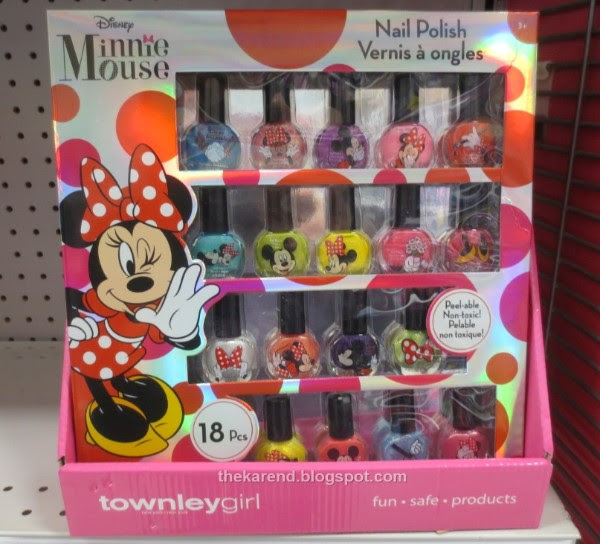 Disney
Minnie
Mouse
Nail Polish
Vernis à ongles
3+
Peel-able
Non-toxic!
Pelable
non toxique!
18 Pcs
thekarend.blogspot.com
townleygirl
fun • safe • products